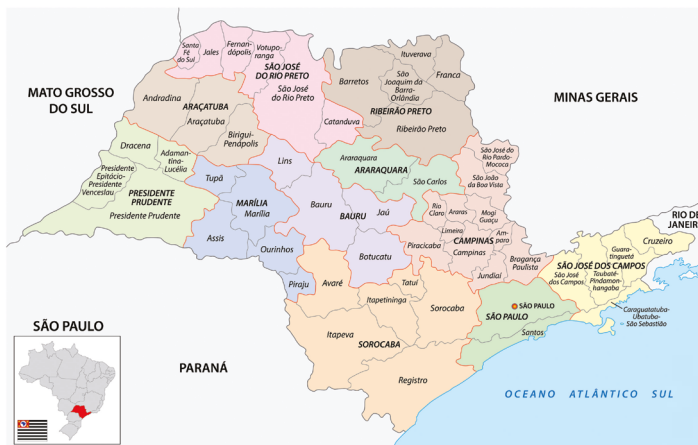 Santa
Fé
do Sul
Jales
Fernan-
dópolis
Votupo-
ranga
SÃO JOSÉ
DO RIO PRETO
São José
do Rio Preto
Catanduva
Ituverava
Barretos
São
Joaquim da
Barra-
Orlândia
Franca
RIBEIRÃO PRETO
Ribeirão Preto
MATO GROSSO
DO SUL
MINAS GERAIS
Andradina
ARAÇATUBA
Araçatuba
Birigui-
Penápolis
Dracena
Adaman-
tina-
Lucélia
Presidente
Epitácio-
Presidente
Venceslau
PRESIDENTE
PRUDENTE
Presidente Prudente
Tupã
MARÍLIA
Marília
Assis
Ourinhos
Piraju
Lins
Bauru
BAURU
Jaú
Botucatu
Araraquara
ARARAQUARA
São Carlos
São José do
Rio Pardo-
Mococa
São João
da Boa Vista
Rio
Claro
Araras
Mogi
Guaçu
Limeira
Am-
paro
CAMPINAS
Campinas
Piracicaba
Bragança
Paulista
Jundiaí
RIO DE
JANEIR
Cruzeiro
Guara-
tinguetá
SÃO JOSÉ DOS CAMPOS
São José
dos Campos
Taubaté-
Pindamon-
hangaba
Caraguatatuba-
Ubatuba-
São Sebastião
Avaré
Tatuí
Itapetininga
Sorocaba
Itapeva
SOROCABA
Registro
SÃO PAULO
SÃO PAULO
Santos
SÃO PAULO
PARANÁ
OCEANO ATLÂNTICO SUL